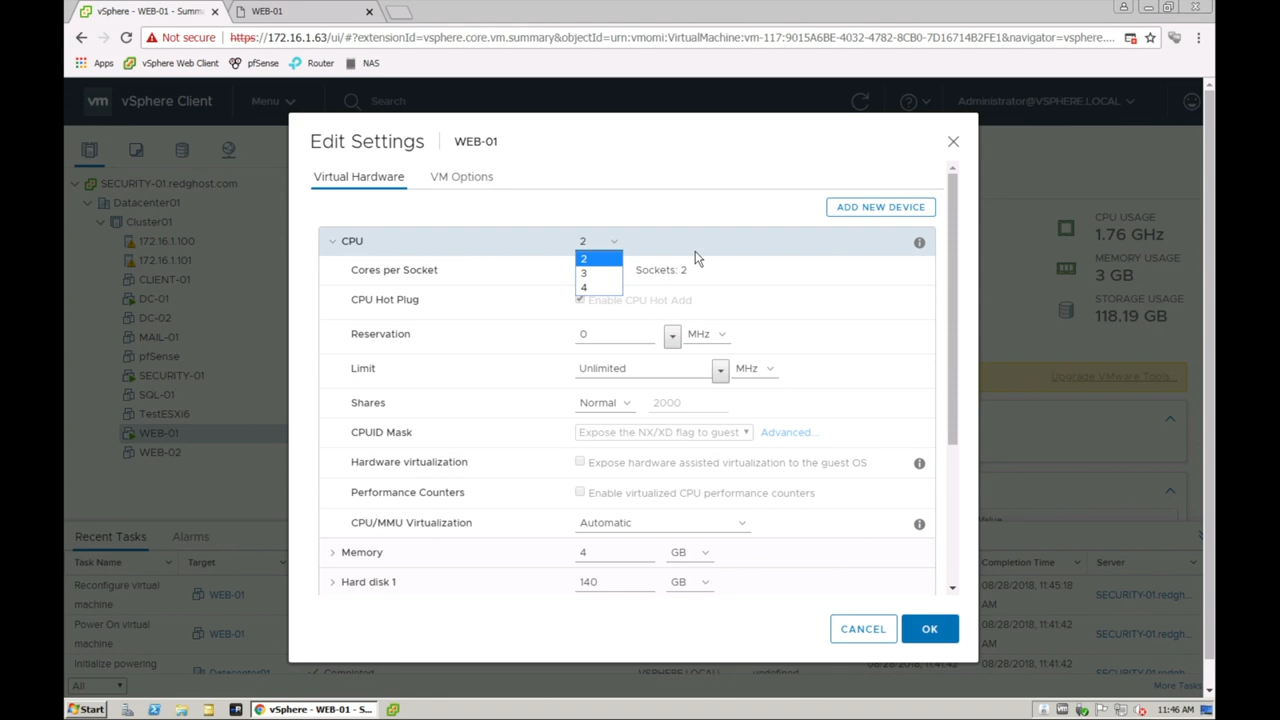 vSphere - WEB-01 - Summ
WEB-01
Not secure
https://172.16.1.63/ui/#?extensionId=vsphere.core.vm.summary&objectId=urn:vmomi:VirtualMachine:vm-117:9015A6BE-4032-4782-8CB0-7D16714B2FE1&navigator=vsphere....
Apps
vSphere Web Client
pfSense
Router
NAS
vm
vSphere Client
Menu
Search
Administrator@VSPHERE.LOCAL
SECURITY-01.redghost.com
Datacenter01
Cluster01
172.16.1.100
172.16.1.101
CLIENT-01
DC-01
DC-02
MAIL-01
pfSense
SECURITY-01
SQL-01
TestESXi6
WEB-01
WEB-02
Edit Settings
WEB-01
Virtual Hardware
VM Options
ADD NEW DEVICE
CPU
2
2
3
4
Cores per Socket
Sockets: 2
CPU Hot Plug
Enable CPU Hot Add
Reservation
0
MHz
Limit
Unlimited
MHz
Shares
Normal
2000
CPUID Mask
Expose the NX/XD flag to guest
Advanced...
Hardware virtualization
Expose hardware assisted virtualization to the guest OS
Performance Counters
Enable virtualized CPU performance counters
CPU/MMU Virtualization
Automatic
Memory
4
GB
Hard disk 1
140
GB
CANCEL
OK
CPU USAGE
1.76 GHz
MEMORY USAGE
3 GB
STORAGE USAGE
118.19 GB
Upgrade VMware Tools...
Value
Recent Tasks
Alarms
Task Name
Target
Completion Time
Server
Reconfigure virtual
machine
WEB-01
08/28/2018, 11:45:18
AM
SECURITY-01.redg...
Power On virtual
machine
WEB-01
08/28/2018, 11:41:42
AM
SECURITY-01.redgh...
Initialize powering
Datacenter01
Completed
VSPHERE.LOCAL
undefined
08/28/2018, 11:41:42
SECURITY-01.redgh...
All
More Tasks
Start
vSphere - WEB-01 - S...
11:46 AM